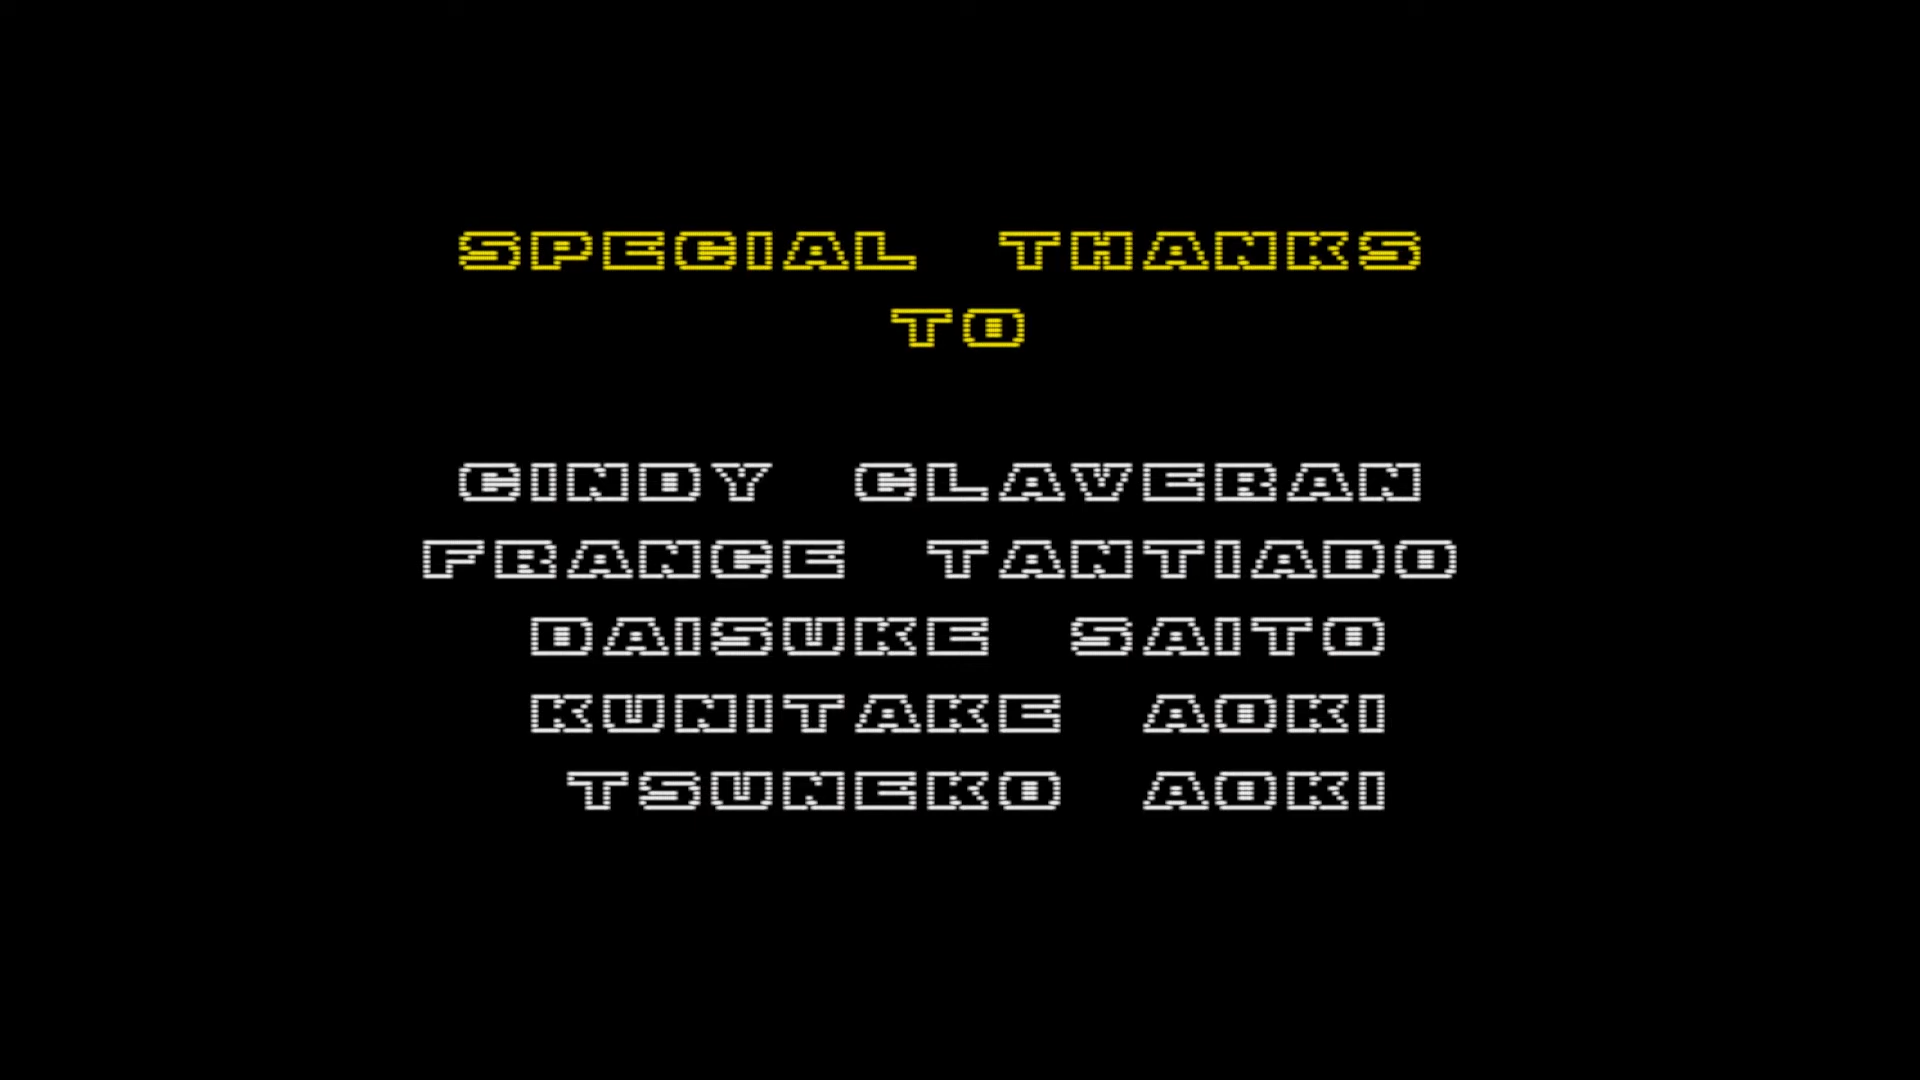 SPECIAL THANKS
TO
CINDY CLAVERAN
FRANCE TANTIADO
DAISUKE SAITO
KUNITAKE AOKI
TSUNEKO AOKI